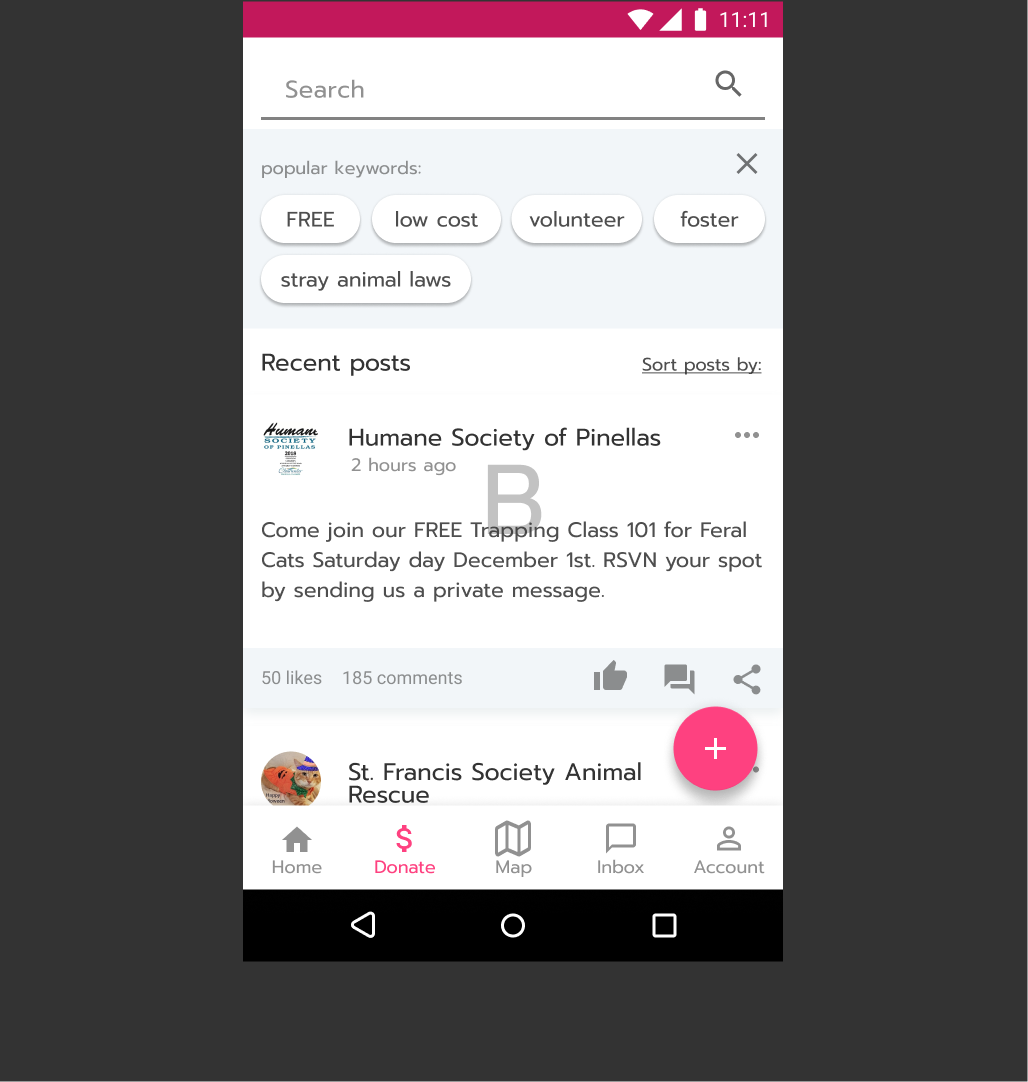 11:11
Search
popular keywords:
FREE low cost volunteer foster
stray animal laws
Recent posts Sort posts by:
Humane
SOCIETY
OF PINELLAS
2018
Humane Society of Pinellas
2 hours ago
B
Come join our FREE Trapping Class 101 for Feral
Cats Saturday day December 1st. RSVN your spot
by sending us a private message.
50 likes 185 comments
St. Francis Society Animal
Rescue
Happy
Home Donate Map Inbox Account